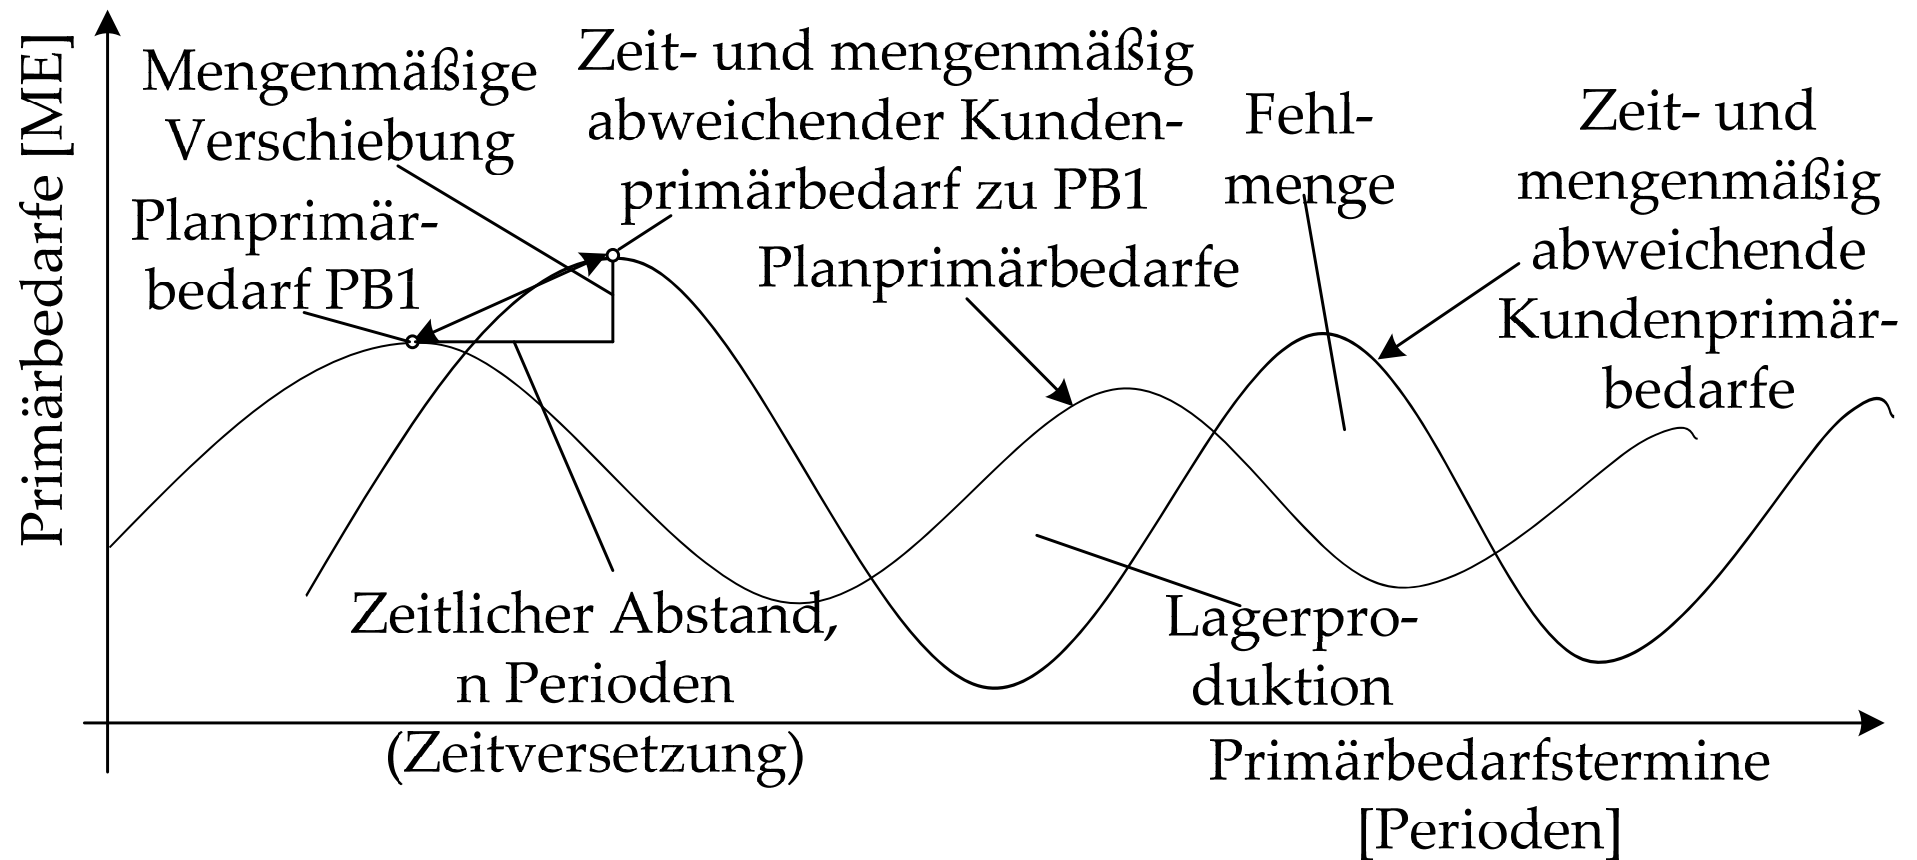 Primärbedarfe [ME]
Mengenmäßige
Verschiebung
Planprimär-
bedarf PB1
Zeit- und mengenmäßig
abweichender Kunden-
primärbedarf zu PB1
Planprimärbedarfe
Fehl-
menge
Zeit- und
mengenmäßig
abweichende
Kundenprimär-
bedarfe
Zeitlicher Abstand,
n Perioden
(Zeitversetzung)
Lagerpro-
duktion
Primärbedarfstermine
[Perioden]